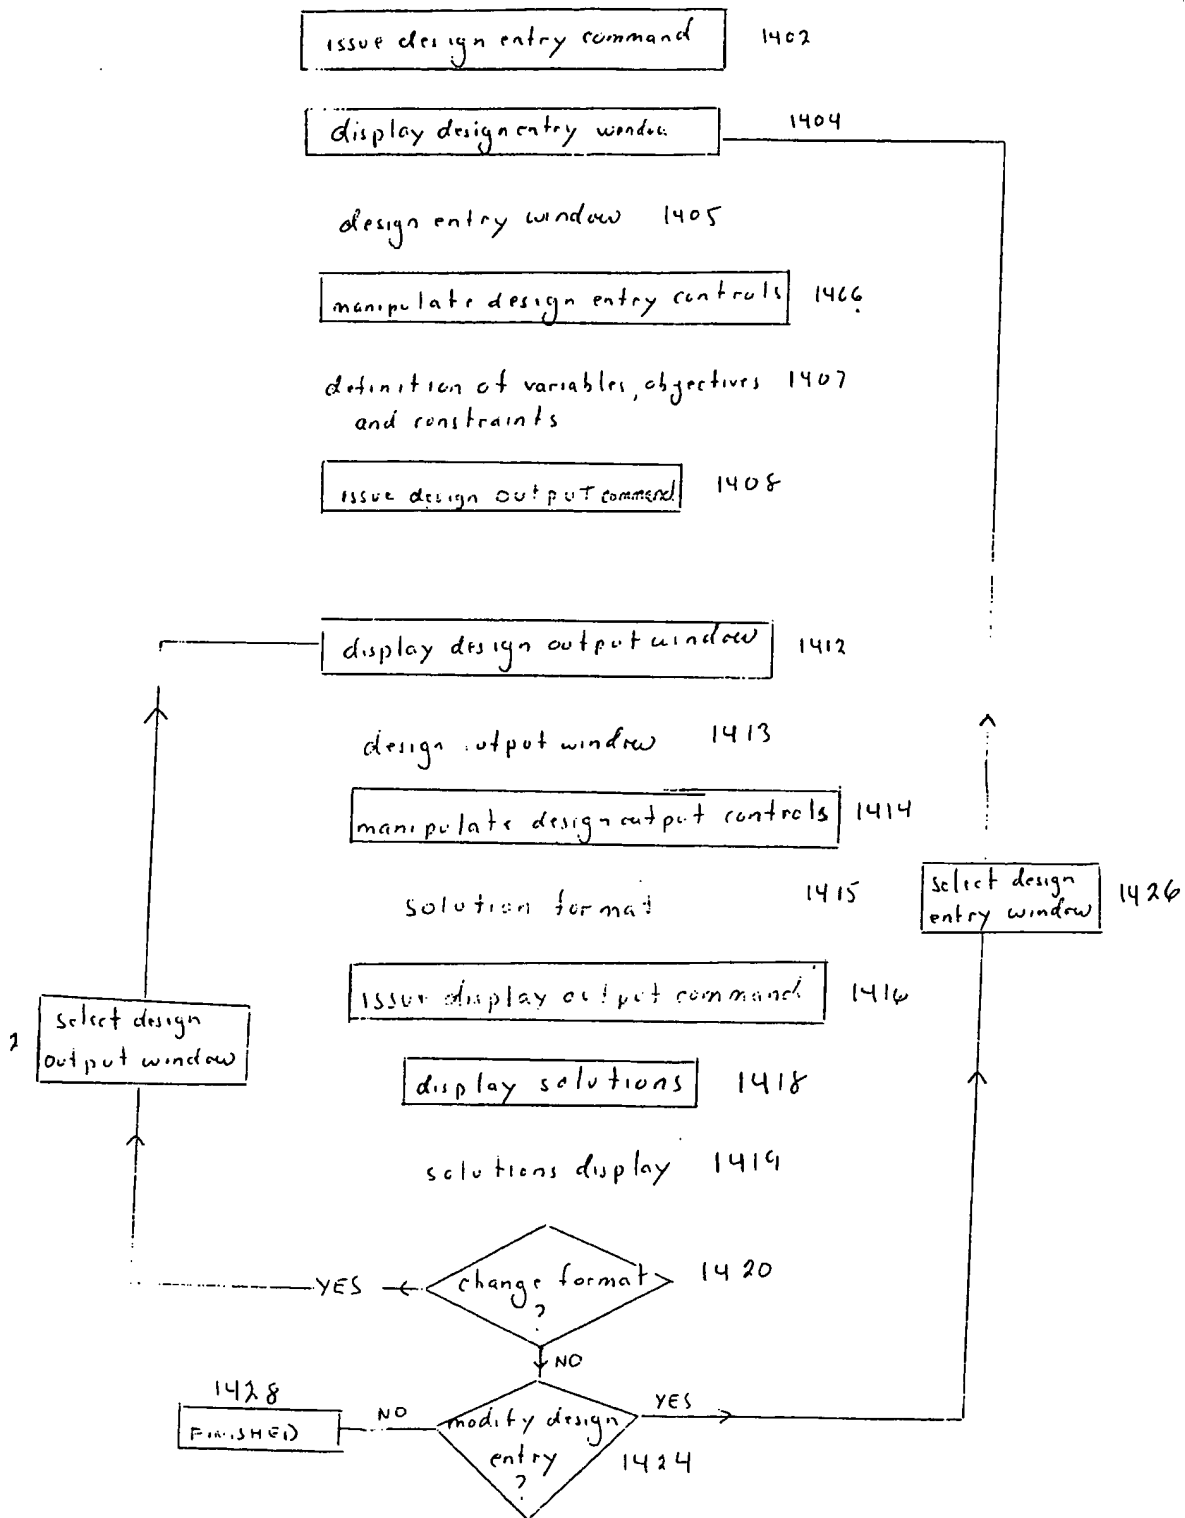 issue design entry command 1402
display design entry window 1404
design entry window 1405
manipulate design entry controls 1406
definition of variables, objectives 1407
and constraints
issue design output command 1408
display design output window 1412
design output window 1413
manipulate design output controls 1414
solution format 1415
select design
entry window 1426
issue display output command 1416
select design
output window
2
display solutions 1418
solutions display 1419
change format 1420
?
YES
NO
1428
FINISHED
NO
modify design
entry
?
1424
YES